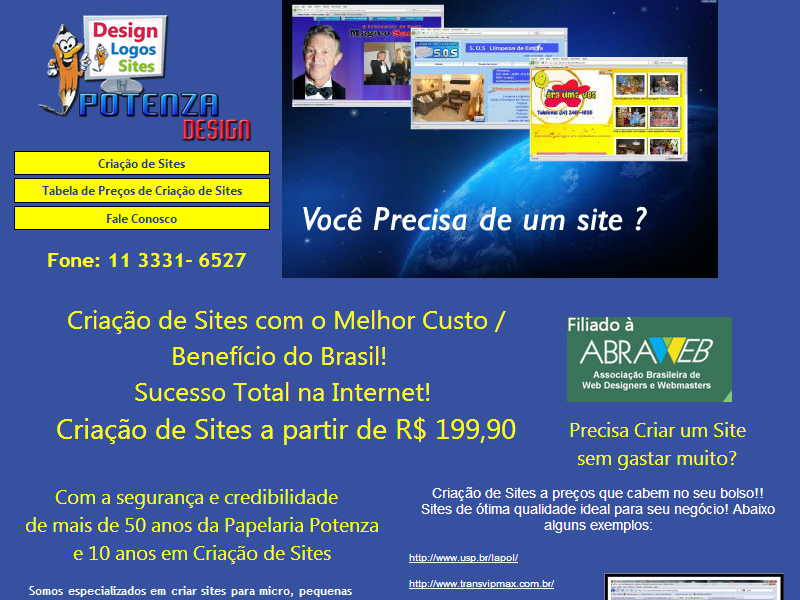 Design
Logos
Sites
POTENZA
DESIGN
Criação de Sites
Tabela de Preços de Criação de Sites
Fale Conosco
Fone: 11 3331- 6527
S.O.S
S.O.S Limpeza de Estofa
era uma vez
Você Precisa de um site ?
Criação de Sites com o Melhor Custo /
Benefício do Brasil!
Sucesso Total na Internet!
Criação de Sites a partir de R$ 199,90
Filiado à
ABRAWEB
Associação Brasileira de
Web Designers e Webmasters
Precisa Criar um Site
sem gastar muito?
Com a segurança e credibilidade
de mais de 50 anos da Papelaria Potenza
e 10 anos em Criação de Sites
Criação de Sites a preços que cabem no seu bolso!!
Sites de ótima qualidade ideal para seu negócio! Abaixo
alguns exemplos:
http://www.usp.br/lapol/
http://www.transvipmax.com.br/
Somos especializados em criar sites para micro, pequenas